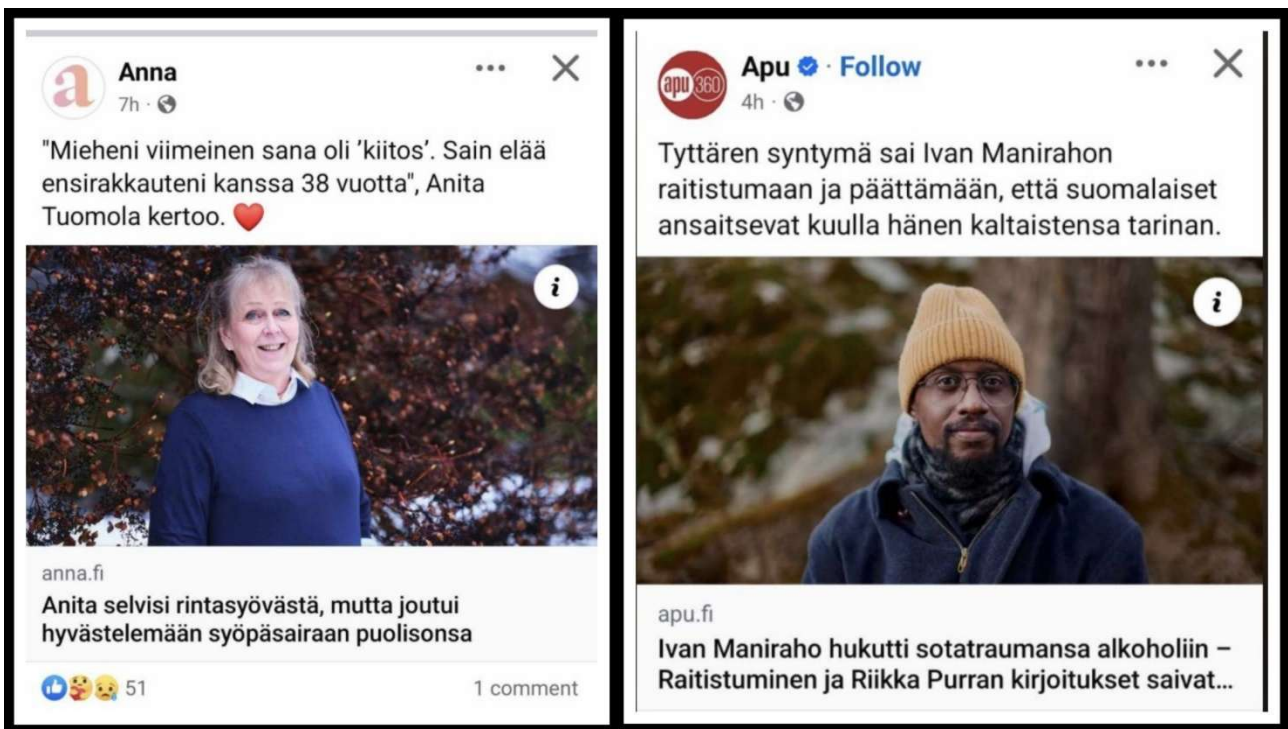 Anna
7h
"Mieheni viimeinen sana oli 'kiitos'. Sain elää
ensirakkauteni kanssa 38 vuotta", Anita
Tuomola kertoo.
i
anna.fi
Anita selvisi rintasyövästä, mutta joutui
hyvästelemään syöpäsairaan puolisonsa
51
1 comment
apu 360
Apu · Follow
4h
Tyttären syntymä sai Ivan Manirahon
raitistumaan ja päättämään, että suomalaiset
ansaitsevat kuulla hänen kaltaistensa tarinan.
i
apu.fi
Ivan Maniraho hukutti sotatraumansa alkoholiin –
Raitistuminen ja Riikka Purran kirjoitukset saivat...